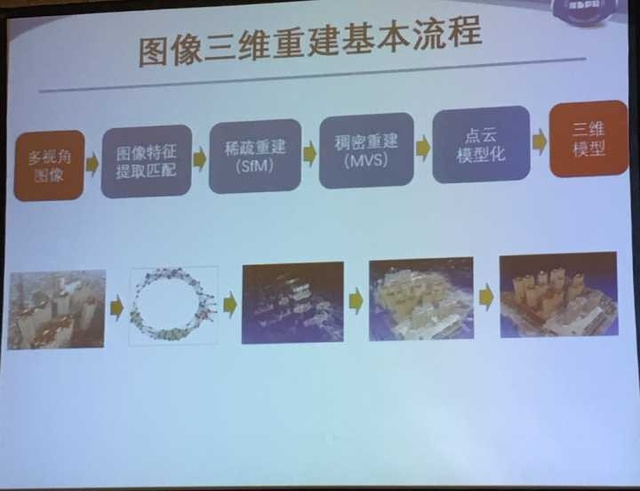 图像三维重建基本流程
多视角
图像
图像特征
提取匹配
稀疏重建
(SfM)
稠密重建
(MVS)
点云
模型化
三维
模型